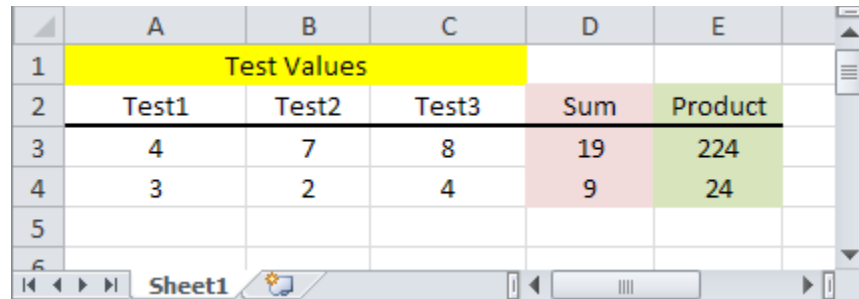 A B C D E
1 Test Values
2 Test1 Test2 Test3 Sum Product
3 4 7 8 19 224
4 3 2 4 9 24
5
6
Sheet1